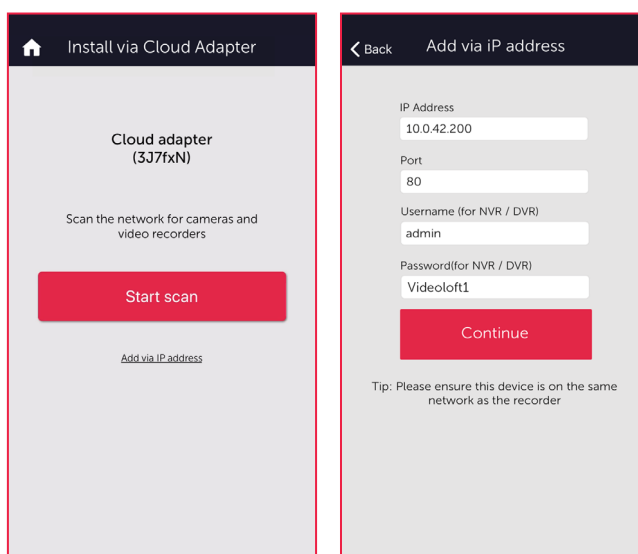 Install via Cloud Adapter
Cloud adapter
(3J7fxN)
Scan the network for cameras and
video recorders
Start scan
Add via IP address
Back
Add via iP address
IP Address
10.0.42.200
Port
80
Username (for NVR / DVR)
admin
Password(for NVR / DVR)
Videoloft1
Continue
Tip: Please ensure this device is on the same
network as the recorder